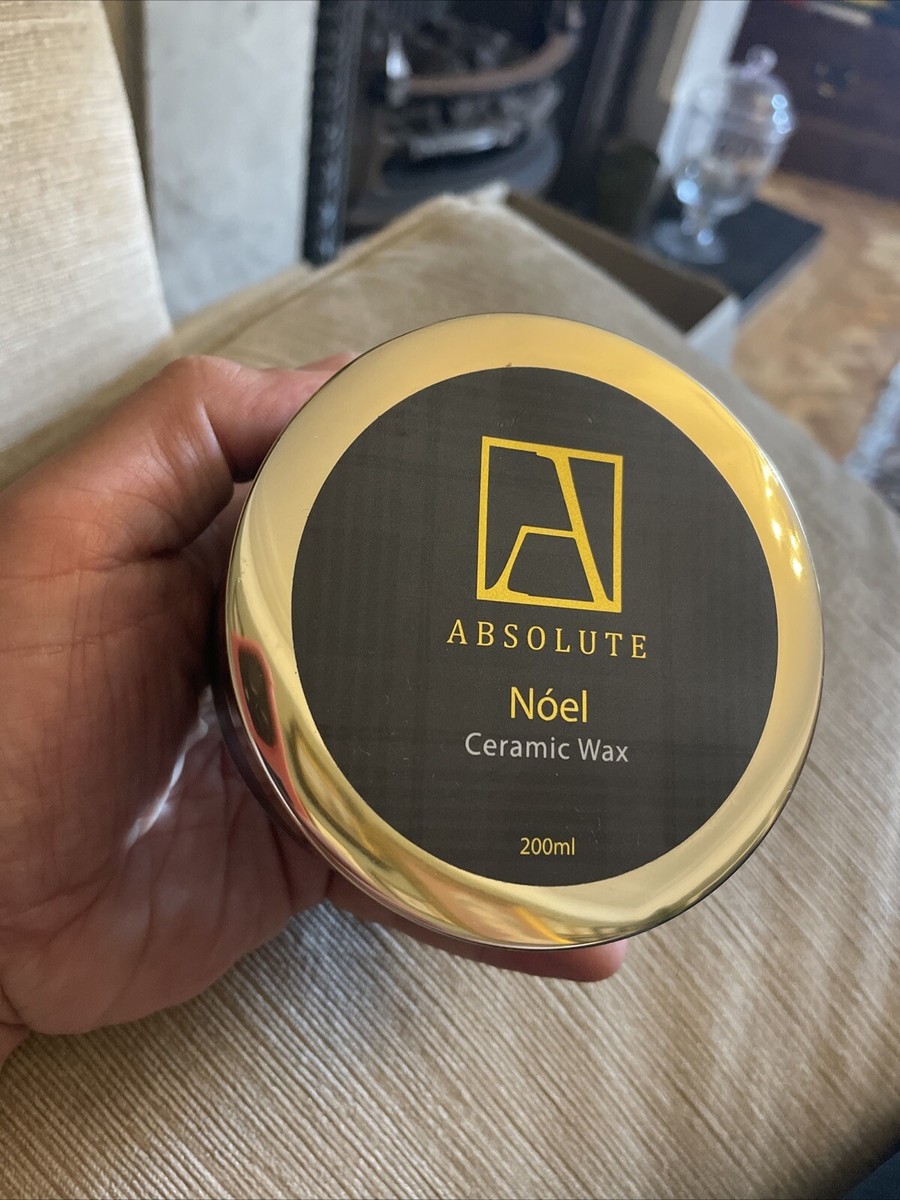 A
ABSOLUTE
Nóel
Ceramic Wax
200ml